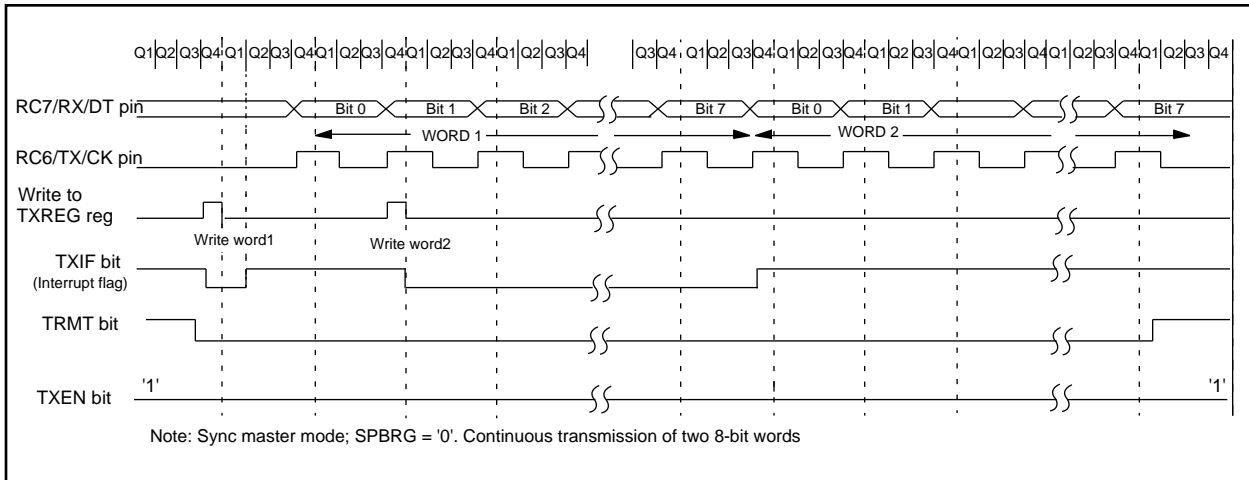 Q1 Q2 Q3 Q4 Q1 Q2 Q3 Q4 Q1 Q2 Q3 Q4 Q1 Q2 Q3 Q4 Q1 Q2 Q3 Q4 Q3 Q4 Q1 Q2 Q3 Q4 Q1 Q2 Q3 Q4 Q1 Q2 Q3 Q4 Q1 Q2 Q3 Q4 Q1 Q2 Q3 Q4 Q1 Q2 Q3 Q4
RC7/RX/DT pin Bit 0 Bit 1 Bit 2 Bit 7 Bit 0 Bit 1 Bit 7
WORD 1 WORD 2
RC6/TX/CK pin
Write to
TXREG reg
Write word1 Write word2
TXIF bit
(Interrupt flag)
TRMT bit
'1' '1'
TXEN bit
Note: Sync master mode; SPBRG = '0'. Continuous transmission of two 8-bit words